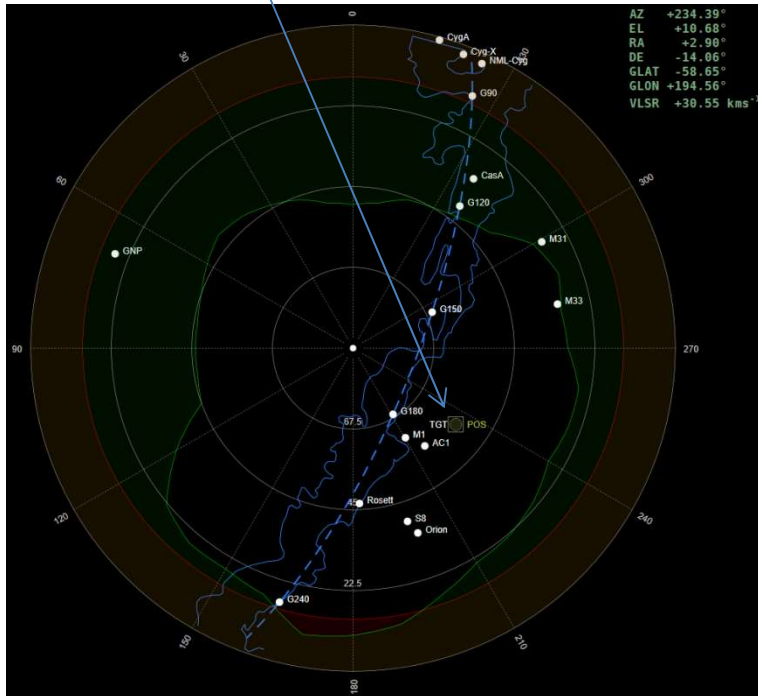 0
CygA
Cyg-X
NML-Cyg
330
30
G90
AZ +234.39°
EL +10.68°
RA +2.90°
DE -14.06°
GLAT -58.65°
GLON +194.56°
VLSR +30.55 kms⁻¹
CasA
60
300
G120
M31
GNP
M33
G150
90
270
G180
67.5
TGT
POS
M1
AC1
Rosett
45
S8
Orion
120
240
22.5
G240
150
210
180